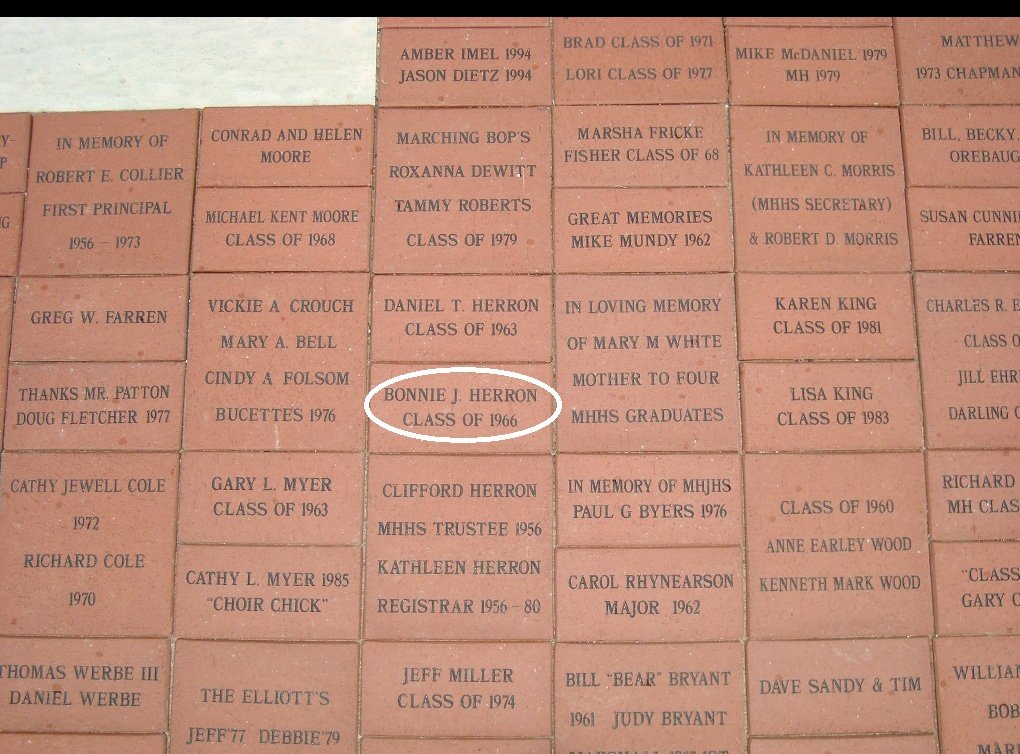 AMBER IMEL 1994
JASON DIETZ 1994
BRAD CLASS OF 1971
LORI CLASS OF 1977
MIKE McDANIEL 1979
MH 1979
MATTHEW
1973 CHAPMAN
IN MEMORY OF
ROBERT E. COLLIER
FIRST PRINCIPAL
1956 - 1973
CONRAD AND HELEN
MOORE
MICHAEL KENT MOORE
CLASS OF 1968
MARCHING BOP'S
ROXANNA DEWITT
TAMMY ROBERTS
CLASS OF 1979
MARSHA FRICKE
FISHER CLASS OF 68
GREAT MEMORIES
MIKE MUNDY 1962
IN MEMORY OF
KATHLEEN C. MORRIS
(MHHS SECRETARY)
& ROBERT D. MORRIS
BILL, BECKY,
OREBAUG
SUSAN CUNNI
FARREN
GREG W. FARREN
THANKS MR. PATTON
DOUG FLETCHER 1977
VICKIE A CROUCH
MARY A. BELL
CINDY A FOLSOM
BUCETTES 1976
DANIEL T. HERRON
CLASS OF 1963
BONNIE J. HERRON
CLASS OF 1966
IN LOVING MEMORY
OF MARY M WHITE
MOTHER TO FOUR
MHHS GRADUATES
KAREN KING
CLASS OF 1981
LISA KING
CLASS OF 1983
CHARLES R. E
CLASS O
JILL EHR
DARLING C
CATHY JEWELL COLE
1972
RICHARD COLE
1970
GARY L. MYER
CLASS OF 1963
CATHY L. MYER 1985
"CHOIR CHICK"
CLIFFORD HERRON
MHHS TRUSTEE 1956
KATHLEEN HERRON
REGISTRAR 1956 - 80
IN MEMORY OF MHJHS
PAUL G BYERS 1976
CAROL RHYNEARSON
MAJOR 1962
CLASS OF 1960
ANNE EARLEY WOOD
KENNETH MARK WOOD
RICHARD
MH CLAS
"CLASS
GARY C
THOMAS WERBE III
DANIEL WERBE
THE ELLIOTT'S
JEFF'77 DEBBIE'79
JEFF MILLER
CLASS OF 1974
BILL "BEAR" BRYANT
1961 JUDY BRYANT
DAVE SANDY & TIM
WILLIAM
BOB
MAR